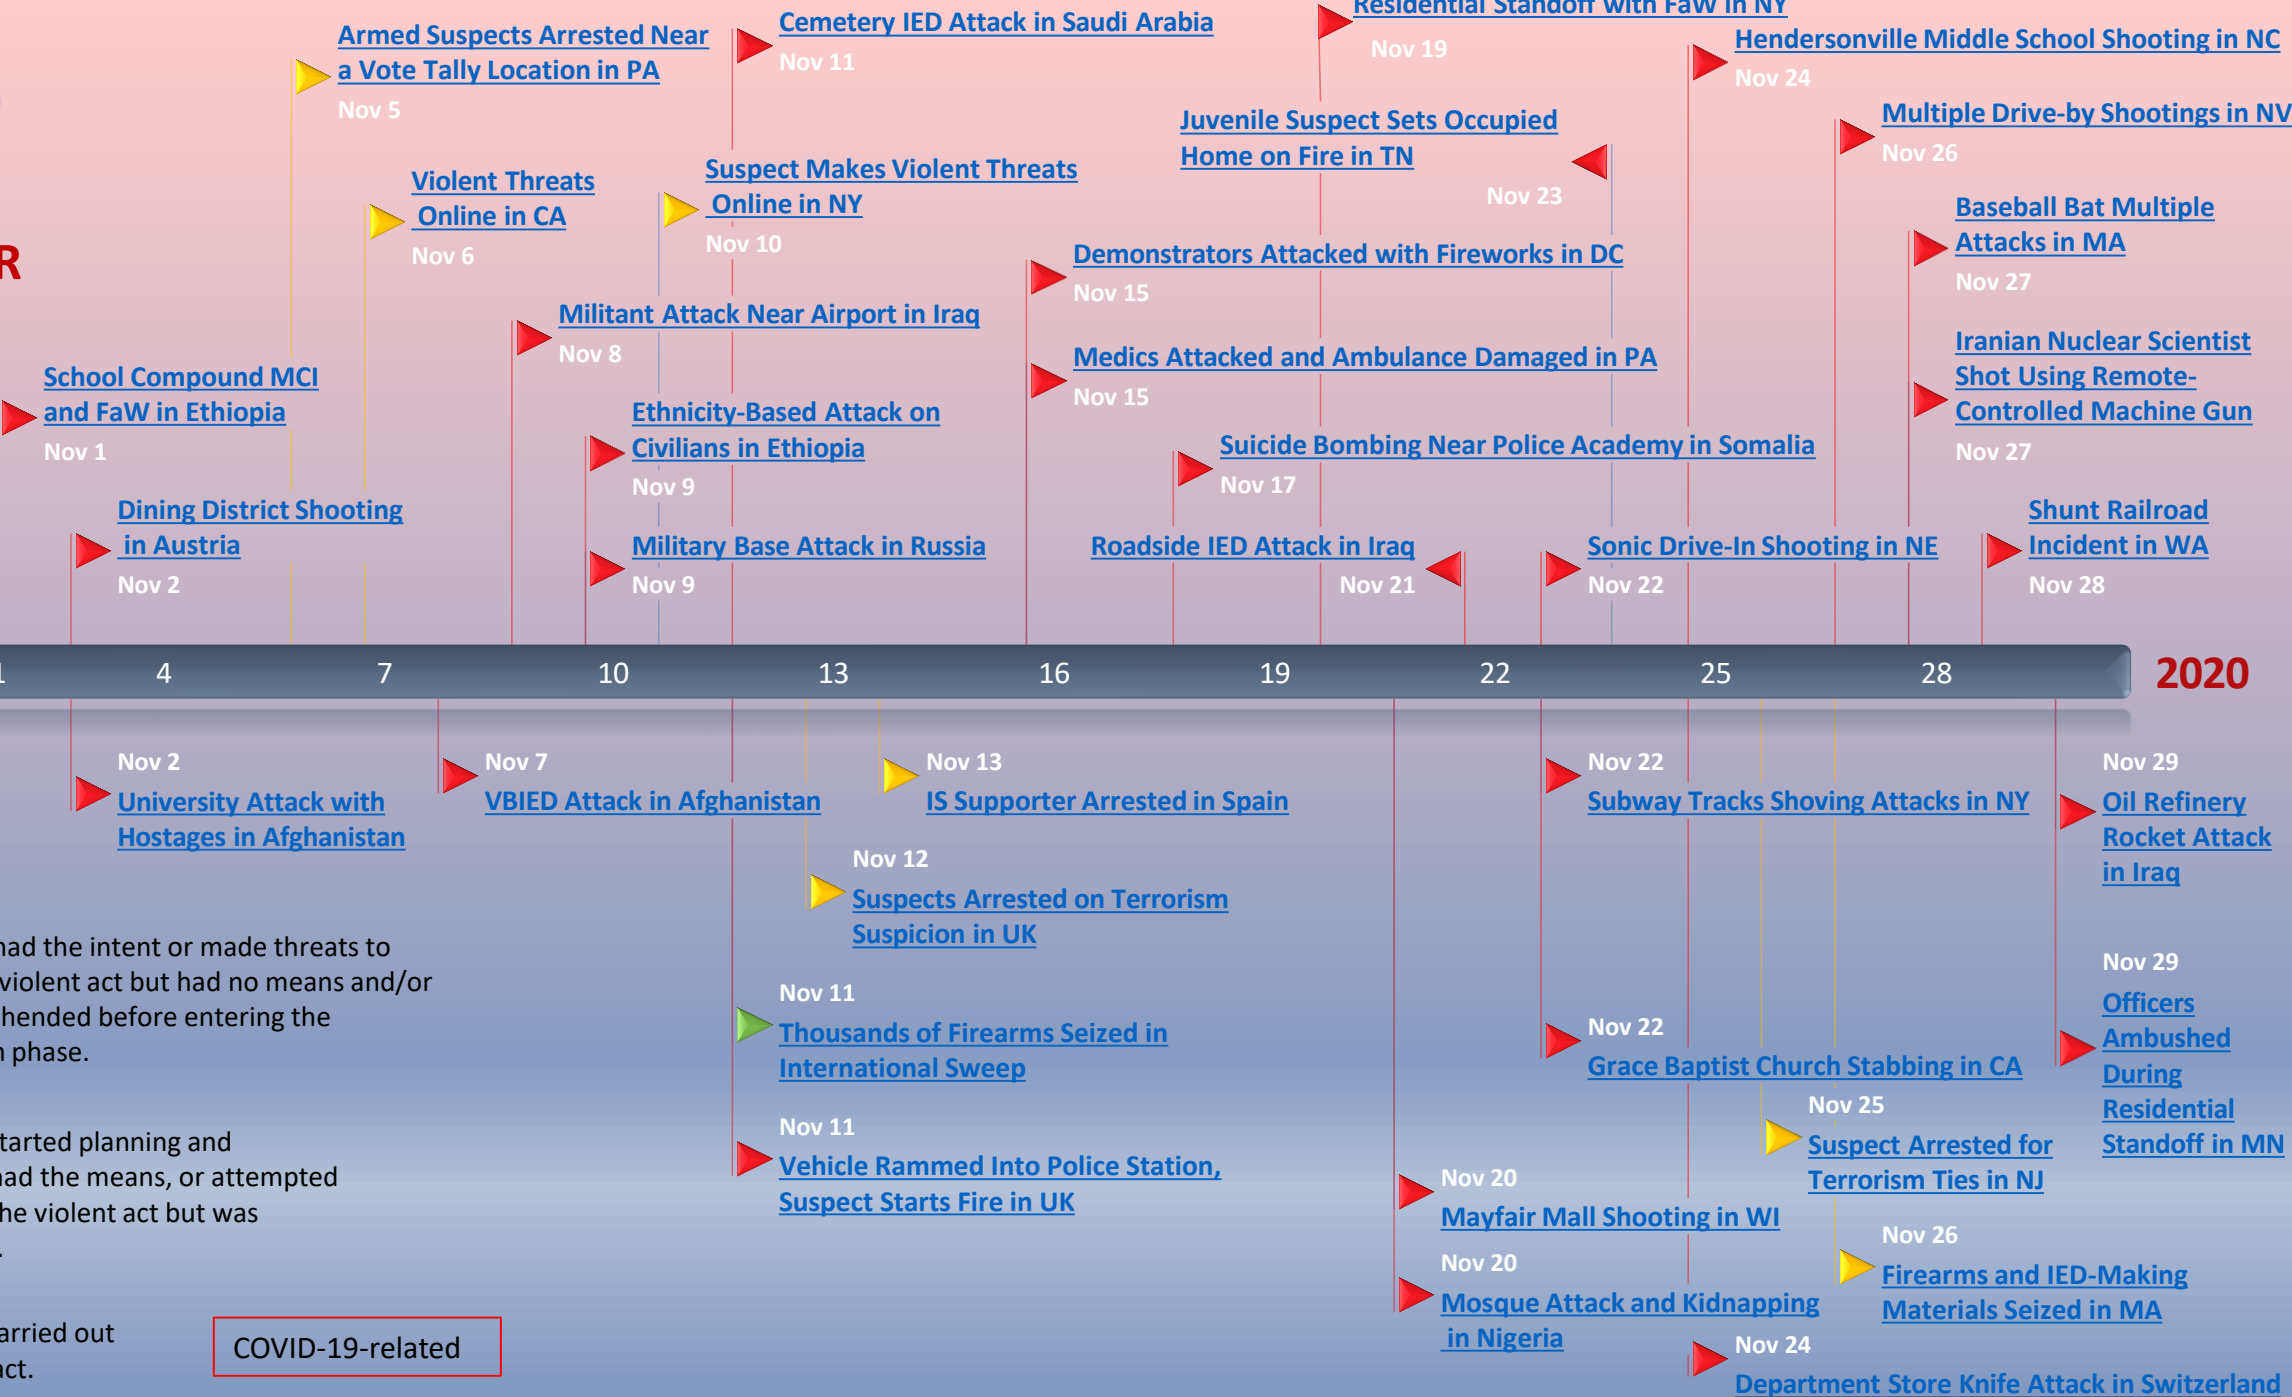 Residential Standoff with FaW in NY
Nov 19
Cemetery IED Attack in Saudi Arabia
Nov 11
Armed Suspects Arrested Near
a Vote Tally Location in PA
Nov 5
Hendersonville Middle School Shooting in NC
Nov 24
Juvenile Suspect Sets Occupied
Home on Fire in TN
Nov 23
Multiple Drive-by Shootings in NV
Nov 26
Suspect Makes Violent Threats
Online in NY
Nov 10
Violent Threats
Online in CA
Nov 6
Baseball Bat Multiple
Attacks in MA
Nov 27
R
Demonstrators Attacked with Fireworks in DC
Nov 15
Militant Attack Near Airport in Iraq
Nov 8
Medics Attacked and Ambulance Damaged in PA
Nov 15
Iranian Nuclear Scientist
Shot Using Remote-
Controlled Machine Gun
Nov 27
School Compound MCI
and FaW in Ethiopia
Nov 1
Ethnicity-Based Attack on
Civilians in Ethiopia
Nov 9
Suicide Bombing Near Police Academy in Somalia
Nov 17
Dining District Shooting
in Austria
Nov 2
Military Base Attack in Russia
Nov 9
Roadside IED Attack in Iraq
Nov 21
Sonic Drive-In Shooting in NE
Nov 22
Shunt Railroad
Incident in WA
Nov 28
1 4 7 10 13 16 19 22 25 28 2020
Nov 2
University Attack with
Hostages in Afghanistan
Nov 7
VBIED Attack in Afghanistan
Nov 13
IS Supporter Arrested in Spain
Nov 22
Subway Tracks Shoving Attacks in NY
Nov 29
Oil Refinery
Rocket Attack
in Iraq
Nov 12
Suspects Arrested on Terrorism
Suspicion in UK
had the intent or made threats to
violent act but had no means and/or
hended before entering the
phase.
Nov 11
Thousands of Firearms Seized in
International Sweep
Nov 22
Grace Baptist Church Stabbing in CA
Nov 29
Officers
Ambushed
During
Residential
Standoff in MN
Nov 11
Vehicle Rammed Into Police Station,
Suspect Starts Fire in UK
Nov 25
Suspect Arrested for
Terrorism Ties in NJ
tarted planning and
had the means, or attempted
he violent act but was
.
Nov 20
Mayfair Mall Shooting in WI
Nov 26
Firearms and IED-Making
Materials Seized in MA
Nov 20
Mosque Attack and Kidnapping
in Nigeria
arried out
act.
COVID-19-related
Nov 24
Department Store Knife Attack in Switzerland